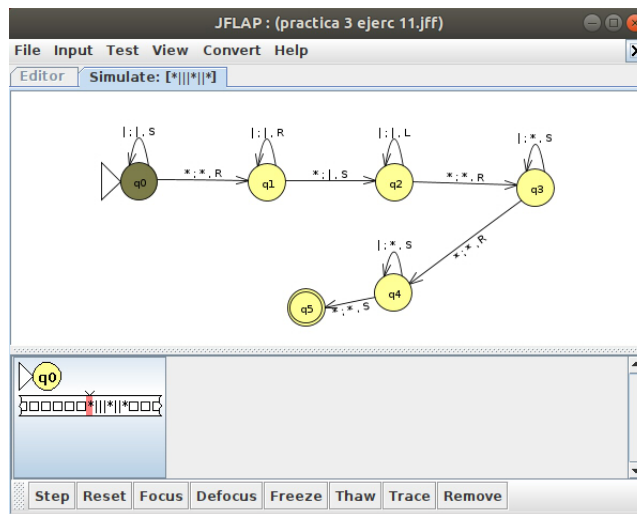 JFLAP : (practica 3 ejerc 11.jff)
File Input Test View Convert Help
Editor Simulate: [*|||*||*]
|;|,S |;|,R |;|,L |;*,S
q0 *;*,R q1 *;|,S q2 *;*,R q3
*;*,R
|;*,S
q4
q5 *;*,S
q0
*|||*||*
Step Reset Focus Defocus Freeze Thaw Trace Remove